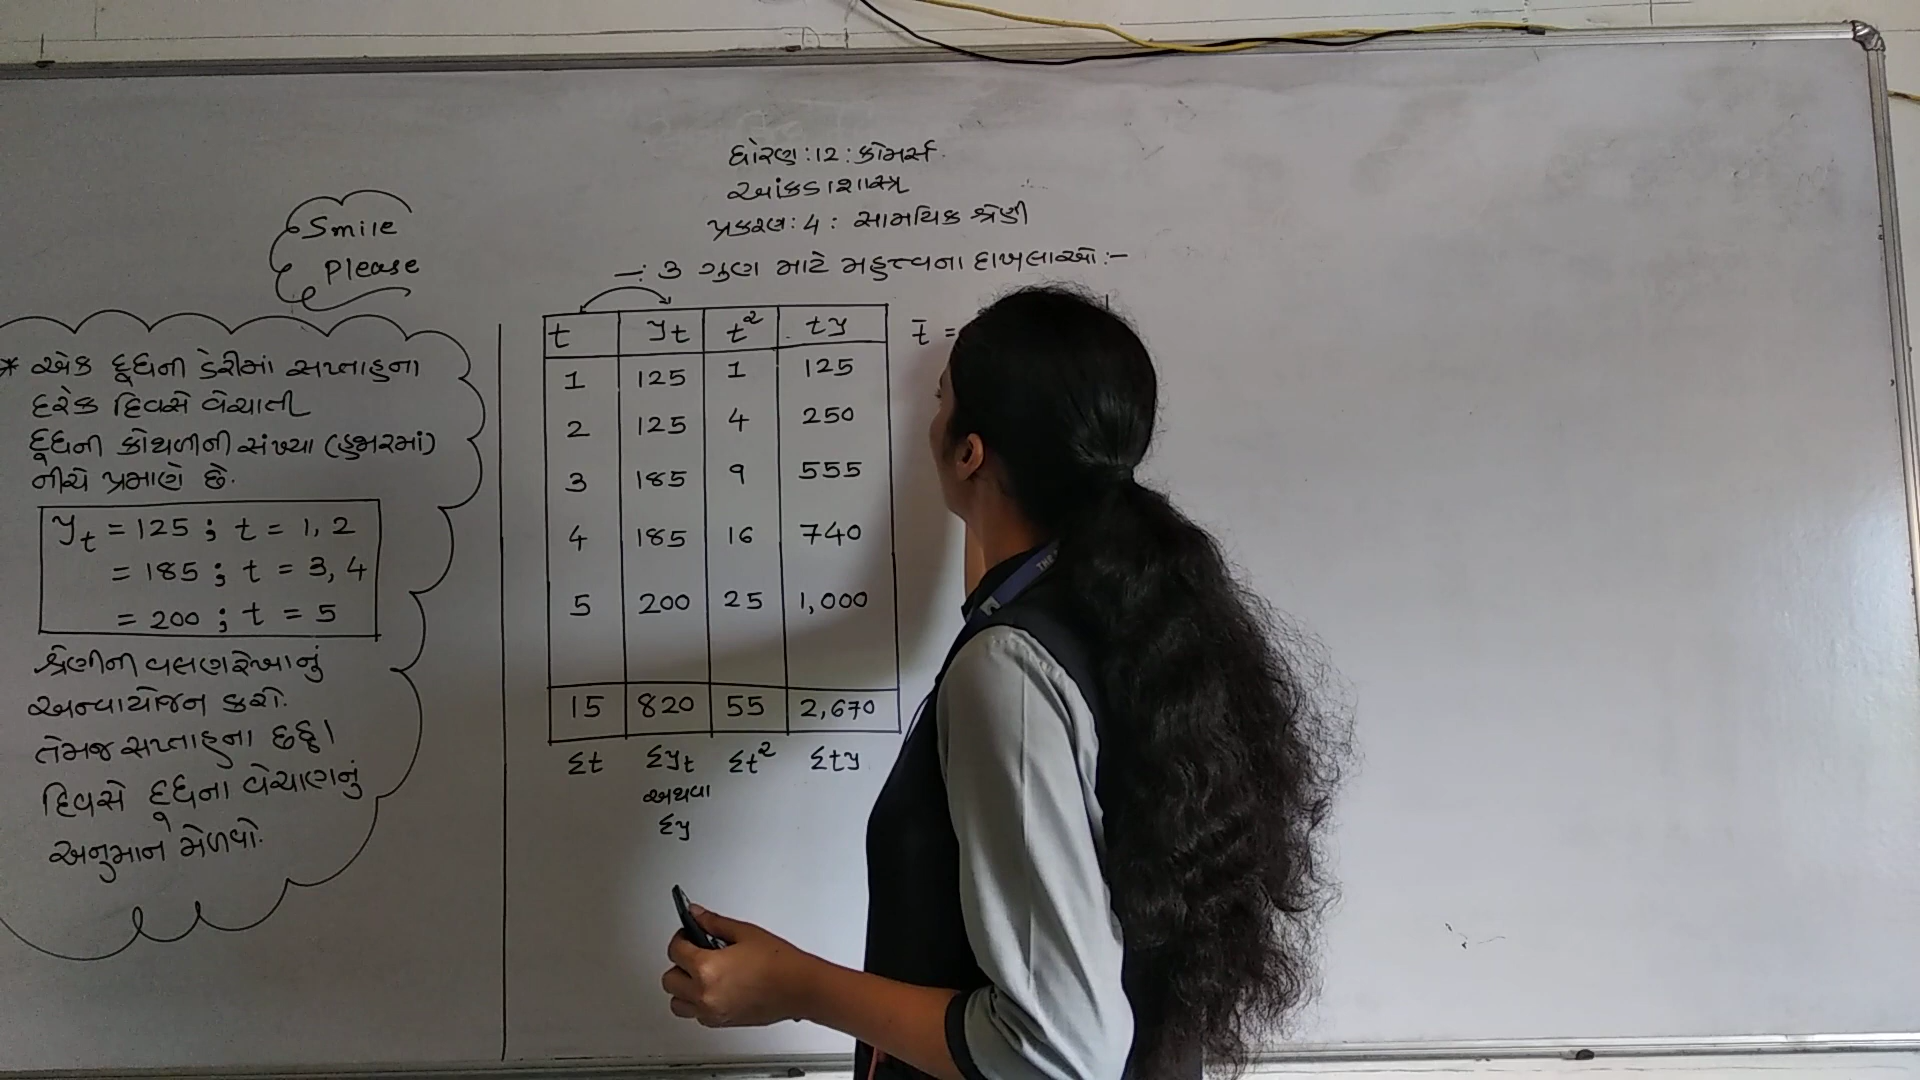 ધોરણ : 12 : કોમર્સ.
આંકડાશાસ્ત્ર
પ્રકરણ : 4 : સામયિક શ્રેણી
-: 3 ગુણ માટે મહત્ત્વના દાખલાઓ :-
Smile
Please
* એક દૂધની ડેરીમાં સપ્તાહના
દરેક દિવસે વેચાતી
દૂધની કોથળીની સંખ્યા (હજારમાં)
નીચે પ્રમાણે છે.
yt = 125 ; t = 1, 2
= 185 ; t = 3, 4
= 200 ; t = 5
શ્રેણીની વલણરેખાનું
અન્વાયોજન કરો.
તેમજ સપ્તાહના છઠ્ઠા
દિવસે દૂધના વેચાણનું
અનુમાન મેળવો.
t yt t² ty
1 125 1 125
2 125 4 250
3 185 9 555
4 185 16 740
5 200 25 1,000
15 820 55 2,670
Σt Σyt Σt² Σty
અથવા
Σy
t̄ =